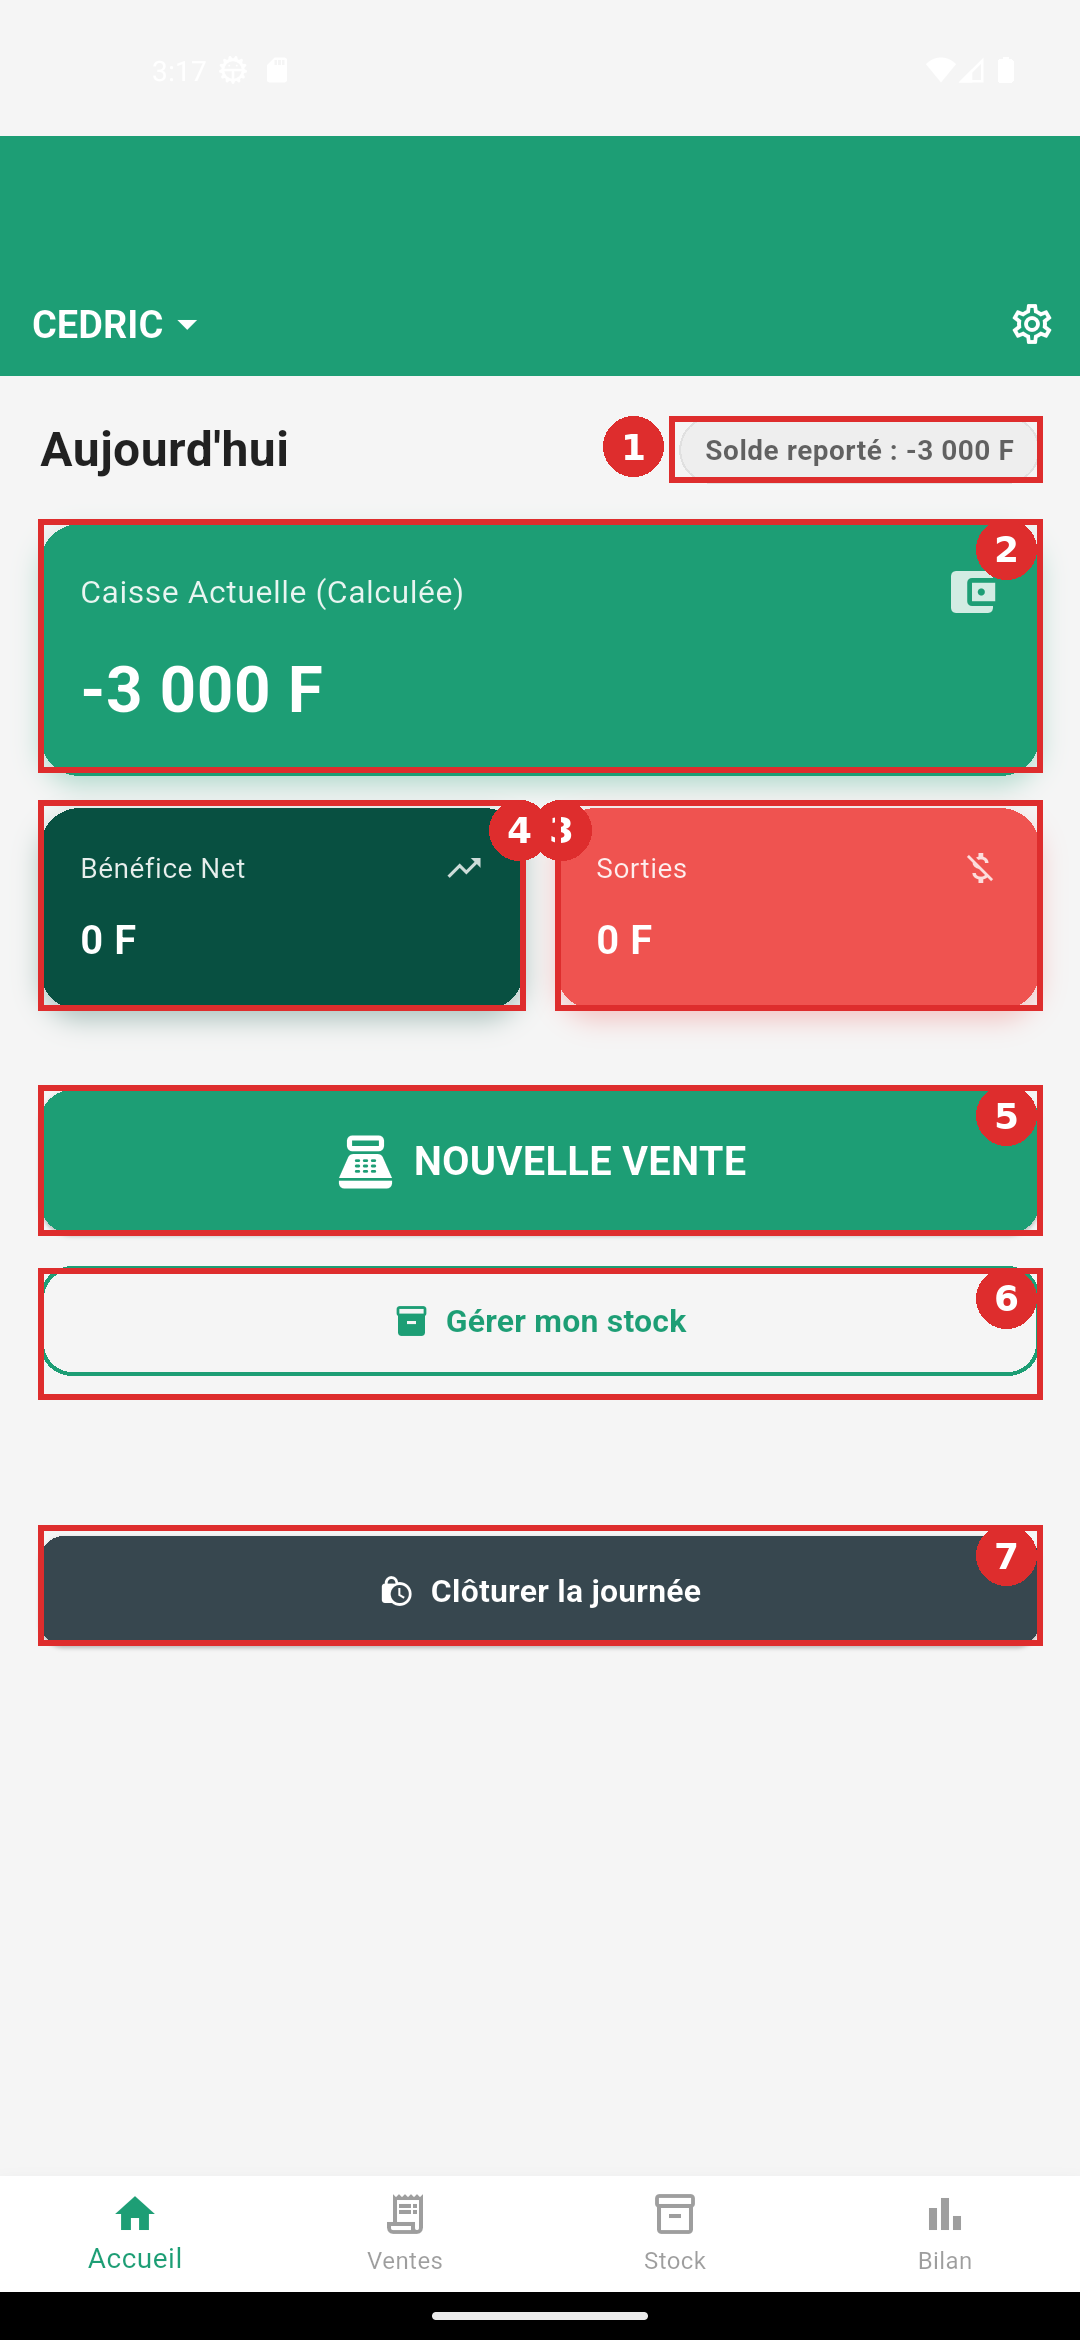 3:17
CEDRIC
Aujourd'hui
1
Solde reporté : -3 000 F
2
Caisse Actuelle (Calculée)
-3 000 F
4
3
Bénéfice Net
0 F
Sorties
0 F
5
NOUVELLE VENTE
6
Gérer mon stock
7
Clôturer la journée
Accueil
Ventes
Stock
Bilan